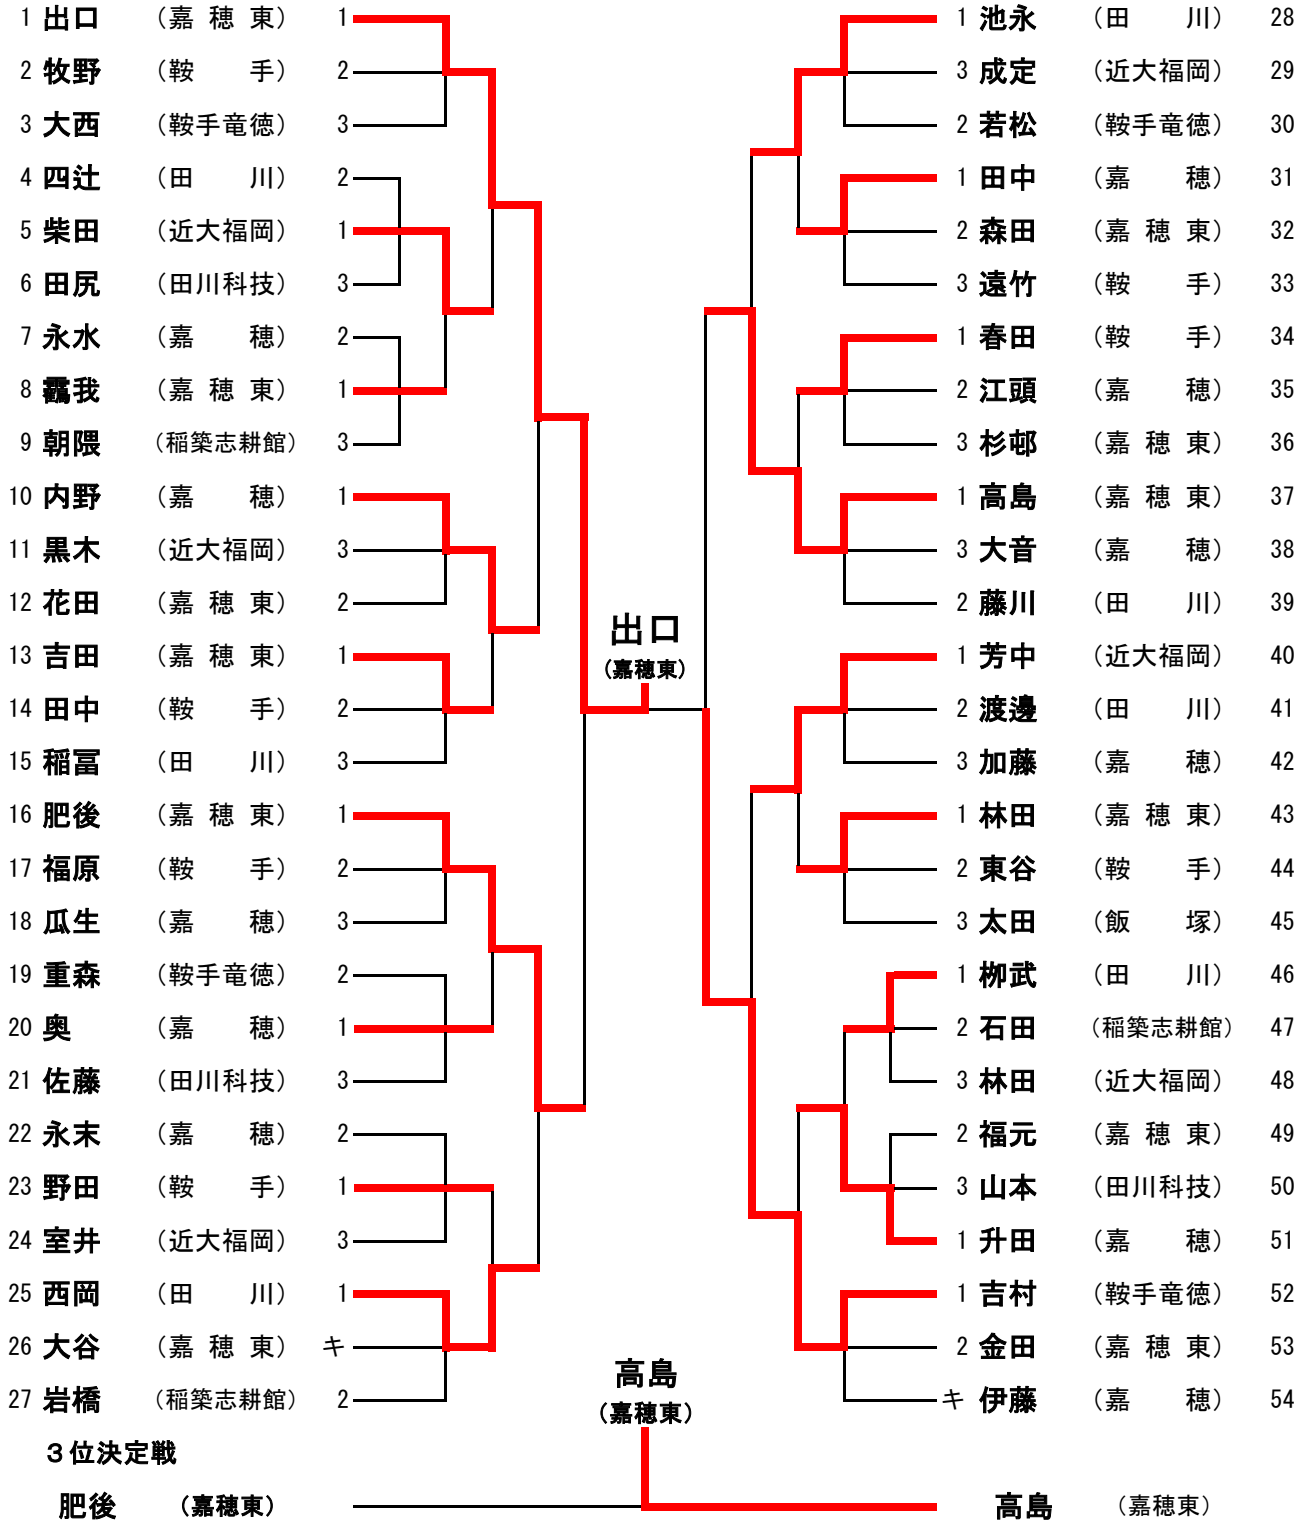 1 出口 （嘉 穂 東） 1
2 牧野 （鞍　　手） 2
3 大西 （鞍手竜徳） 3
4 四辻 （田　　川） 2
5 柴田 （近大福岡） 1
6 田尻 （田川科技） 3
7 永水 （嘉　　穂） 2
8 靏我 （嘉 穂 東） 1
9 朝隈 （稲築志耕館） 3
10 内野 （嘉　　穂） 1
11 黒木 （近大福岡） 3
12 花田 （嘉 穂 東） 2
13 吉田 （嘉 穂 東） 1
14 田中 （鞍　　手） 2
15 稲冨 （田　　川） 3
16 肥後 （嘉 穂 東） 1
17 福原 （鞍　　手） 2
18 瓜生 （嘉　　穂） 3
19 重森 （鞍手竜徳） 2
20 奥 （嘉　　穂） 1
21 佐藤 （田川科技） 3
22 永末 （嘉　　穂） 2
23 野田 （鞍　　手） 1
24 室井 （近大福岡） 3
25 西岡 （田　　川） 1
26 大谷 （嘉 穂 東） キ
27 岩橋 （稲築志耕館） 2
出口
（嘉穂東）
1 池永 （田　　川） 28
3 成定 （近大福岡） 29
2 若松 （鞍手竜徳） 30
1 田中 （嘉　　穂） 31
2 森田 （嘉 穂 東） 32
3 遠竹 （鞍　　手） 33
1 春田 （鞍　　手） 34
2 江頭 （嘉　　穂） 35
3 杉邨 （嘉 穂 東） 36
1 高島 （嘉 穂 東） 37
3 大音 （嘉　　穂） 38
2 藤川 （田　　川） 39
1 芳中 （近大福岡） 40
2 渡邊 （田　　川） 41
3 加藤 （嘉　　穂） 42
1 林田 （嘉 穂 東） 43
2 東谷 （鞍　　手） 44
3 太田 （飯　　塚） 45
1 栁武 （田　　川） 46
2 石田 （稲築志耕館） 47
3 林田 （近大福岡） 48
2 福元 （嘉 穂 東） 49
3 山本 （田川科技） 50
1 升田 （嘉　　穂） 51
1 吉村 （鞍手竜徳） 52
2 金田 （嘉 穂 東） 53
キ 伊藤 （嘉　　穂） 54
３位決定戦
高島
（嘉穂東）
肥後 （嘉穂東）
高島 （嘉穂東）